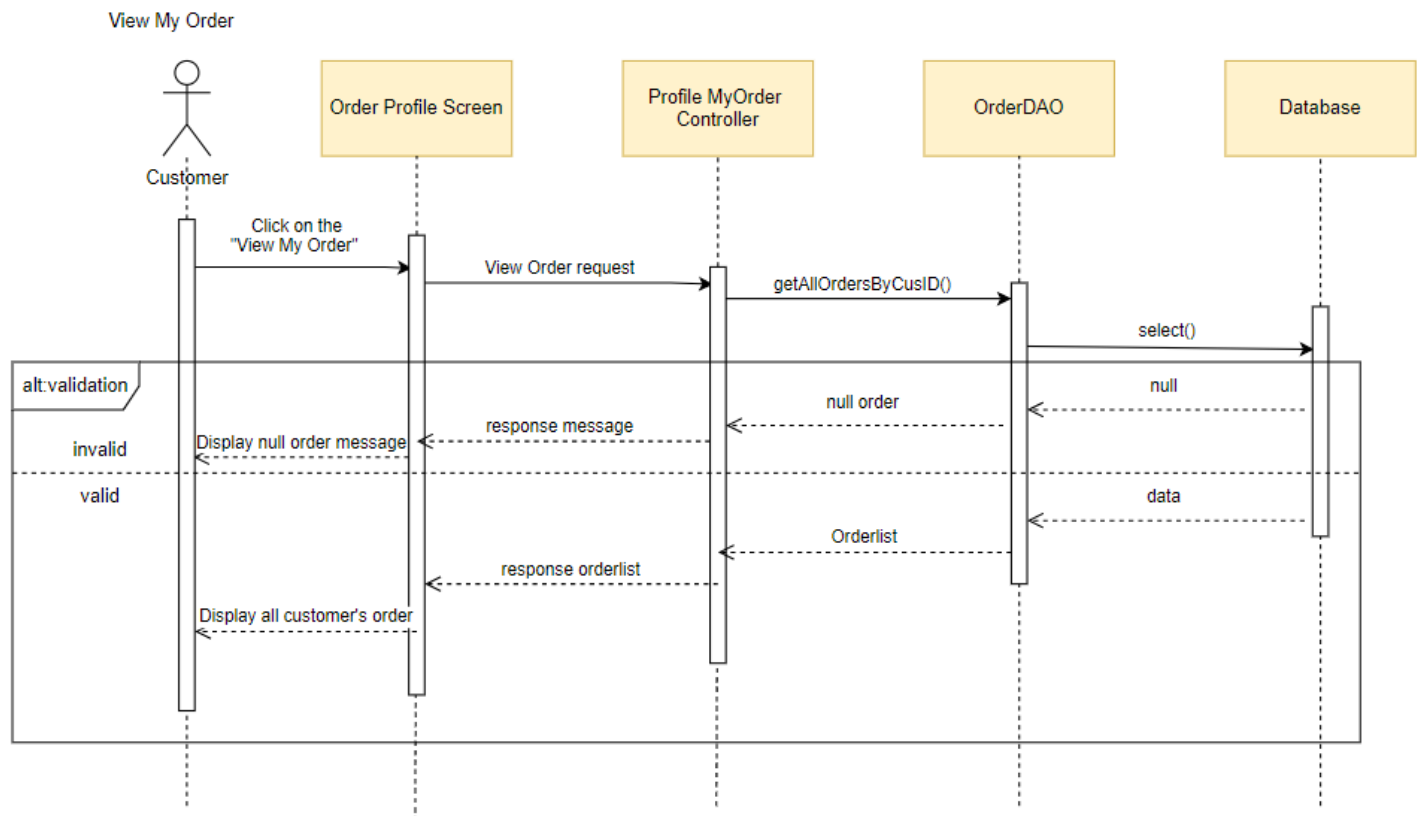 View My Order
Order Profile Screen
Profile MyOrder
Controller
OrderDAO
Database
Customer
Click on the
"View My Order"
View Order request
getAllOrdersByCusID()
select()
alt:validation
null
null order
response message
Display null order message
invalid
valid
data
Orderlist
response orderlist
Display all customer's order